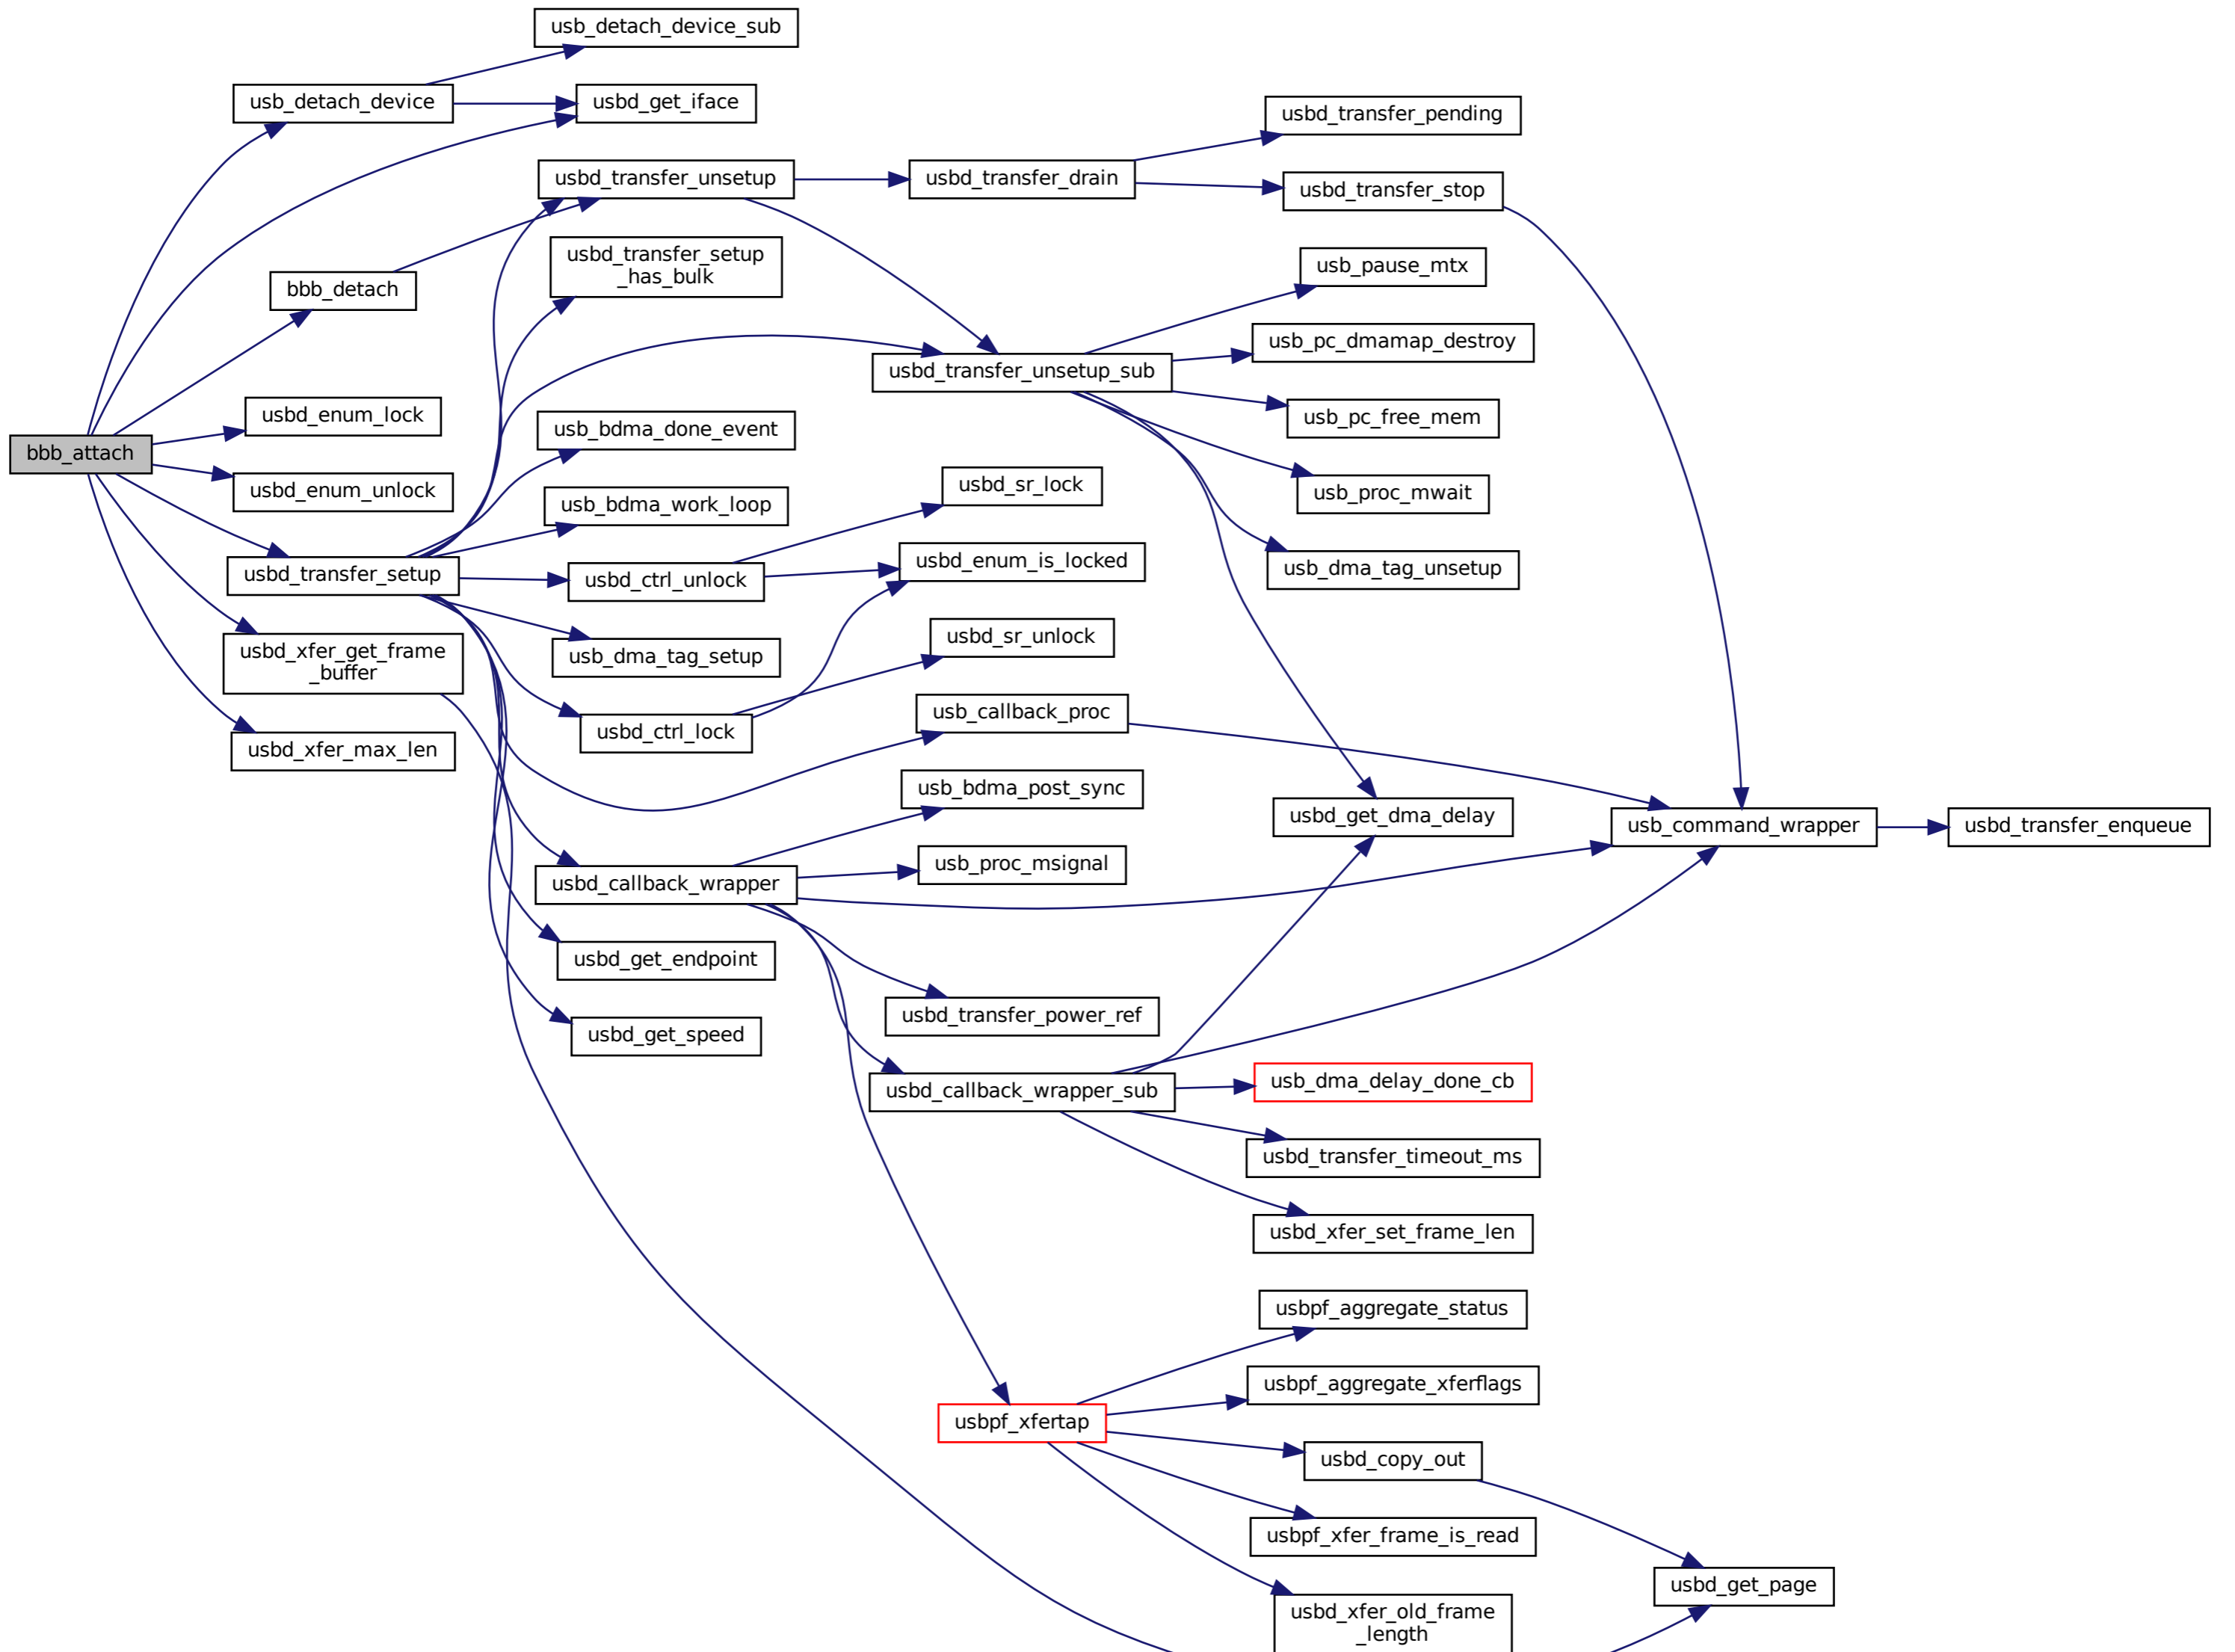 usb_detach_device_sub
usb_detach_device
usbd_get_iface
usbd_transfer_pending
usbd_transfer_unsetup
usbd_transfer_drain
usbd_transfer_stop
usbd_transfer_setup
_has_bulk
usb_pause_mtx
bbb_detach
usb_pc_dmamap_destroy
usbd_transfer_unsetup_sub
usbd_enum_lock
usb_pc_free_mem
usb_bdma_done_event
bbb_attach
usbd_enum_unlock
usbd_sr_lock
usb_proc_mwait
usb_bdma_work_loop
usbd_enum_is_locked
usb_dma_tag_unsetup
usbd_transfer_setup
usbd_ctrl_unlock
usbd_sr_unlock
usbd_xfer_get_frame
_buffer
usb_dma_tag_setup
usb_callback_proc
usbd_ctrl_lock
usbd_xfer_max_len
usb_bdma_post_sync
usbd_get_dma_delay
usb_command_wrapper
usbd_transfer_enqueue
usb_proc_msignal
usbd_callback_wrapper
usbd_get_endpoint
usbd_transfer_power_ref
usbd_get_speed
usb_dma_delay_done_cb
usbd_callback_wrapper_sub
usbd_transfer_timeout_ms
usbd_xfer_set_frame_len
usbpf_aggregate_status
usbpf_aggregate_xferflags
usbpf_xfertap
usbd_copy_out
usbpf_xfer_frame_is_read
usbd_get_page
usbd_xfer_old_frame
_length